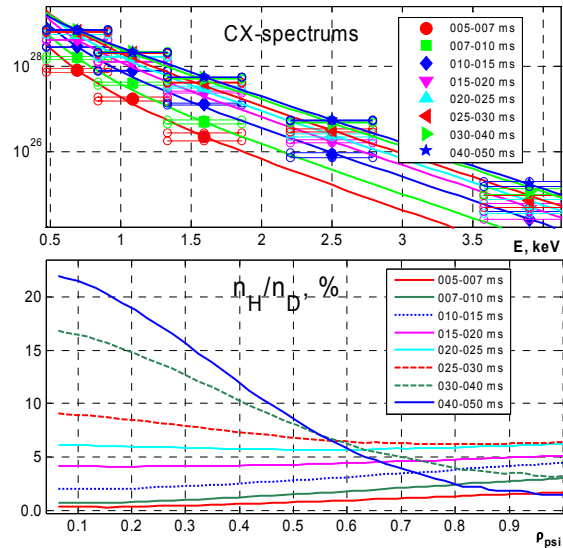 CX-spectrums
10^28
10^26
005-007 ms
007-010 ms
010-015 ms
015-020 ms
020-025 ms
025-030 ms
030-040 ms
040-050 ms
0.5 1 1.5 2 2.5 3 3.5 E, keV
n_H/n_D, %
20
15
10
5
0.0
005-007 ms
007-010 ms
010-015 ms
015-020 ms
020-025 ms
025-030 ms
030-040 ms
040-050 ms
0.1 0.2 0.3 0.4 0.5 0.6 0.7 0.8 0.9 ρ_psi